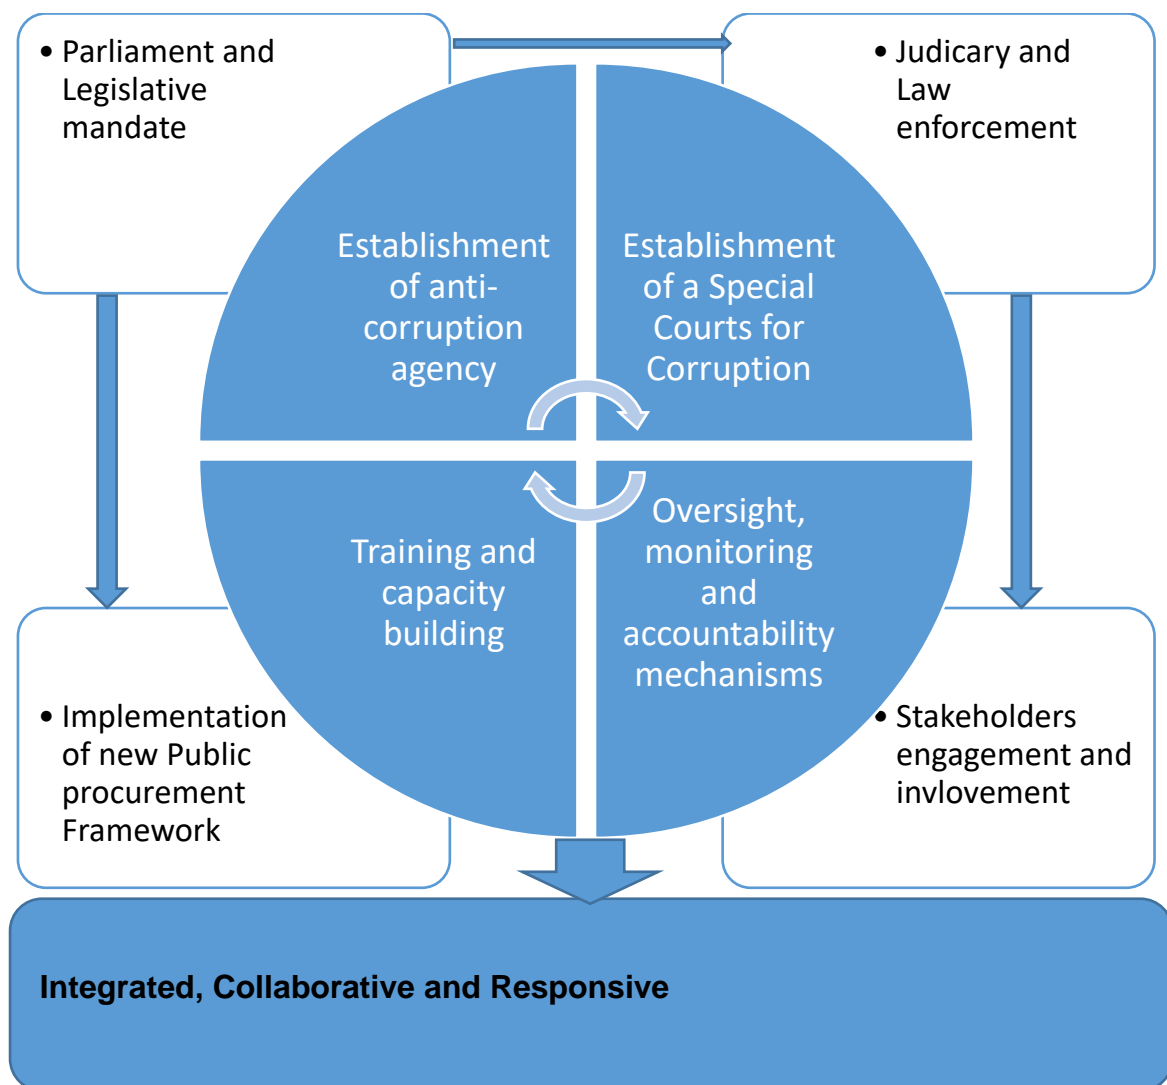 • Parliament and
Legislative
mandate
• Judicary and
Law
enforcement
Establishment
of anti-
corruption
agency
Establishment
of a Special
Courts for
Corruption
Training and
capacity
building
Oversight,
monitoring
and
accountability
mechanisms
• Implementation
of new Public
procurement
Framework
• Stakeholders
engagement and
invlovement
Integrated, Collaborative and Responsive